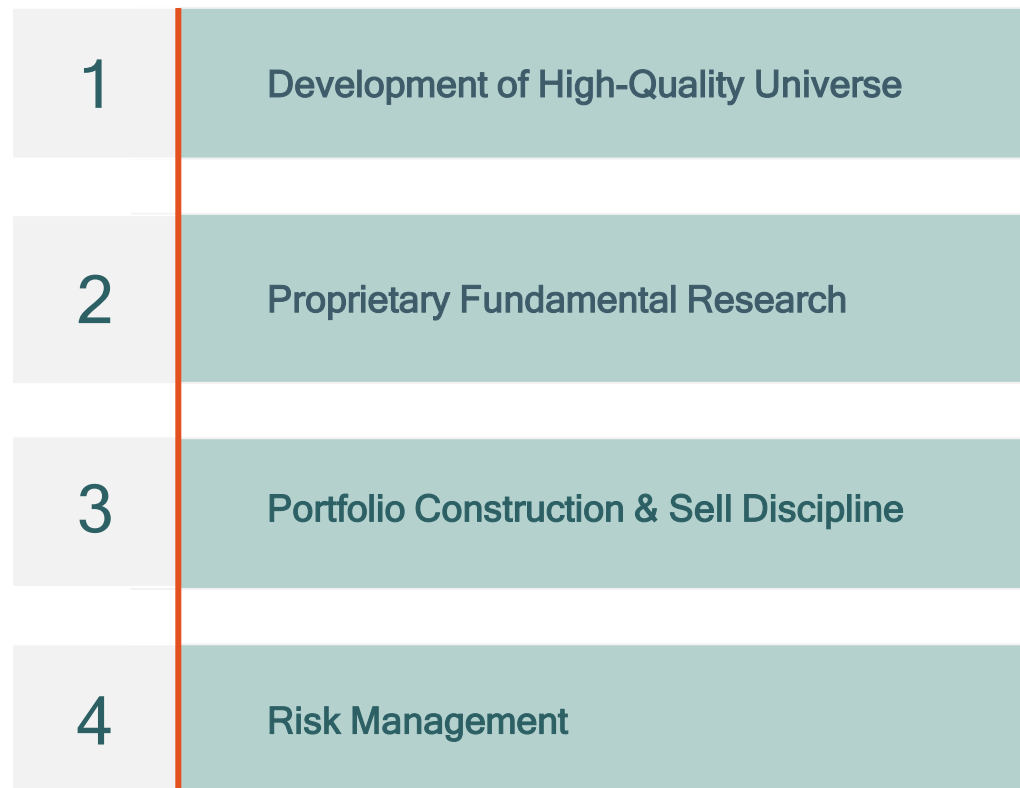 1
Development of High-Quality Universe
2
Proprietary Fundamental Research
3
Portfolio Construction & Sell Discipline
4
Risk Management